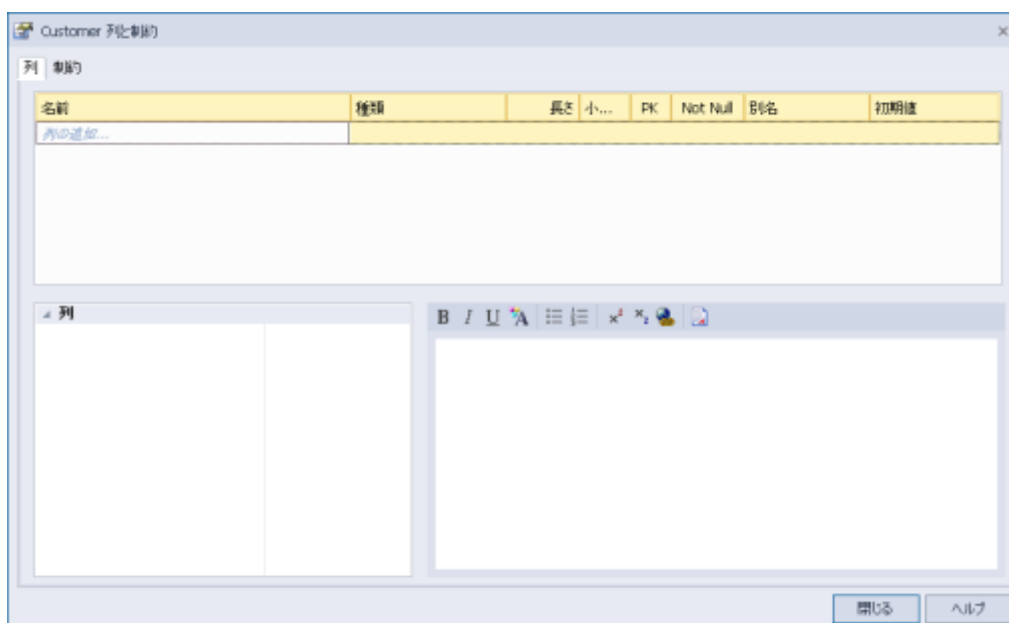 Customer 列と制約
列 制約
名前 種類 長さ 小... PK Not Null 別名 初期値
列の追加...
列
B I U A
閉じる ヘルプ